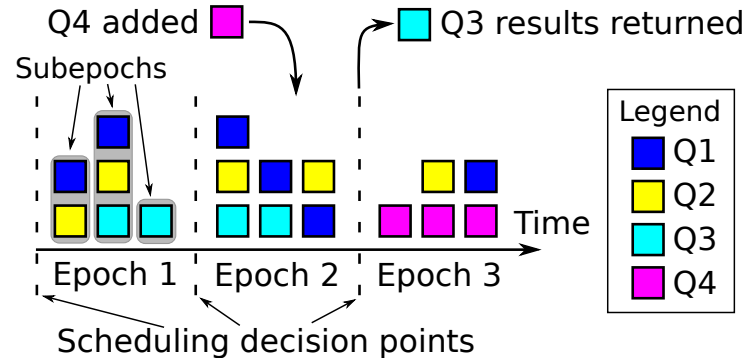 Q4 added
Q3 results returned
Subepochs
Legend
Q1
Q2
Q3
Q4
Time
Epoch 1
Epoch 2
Epoch 3
Scheduling decision points